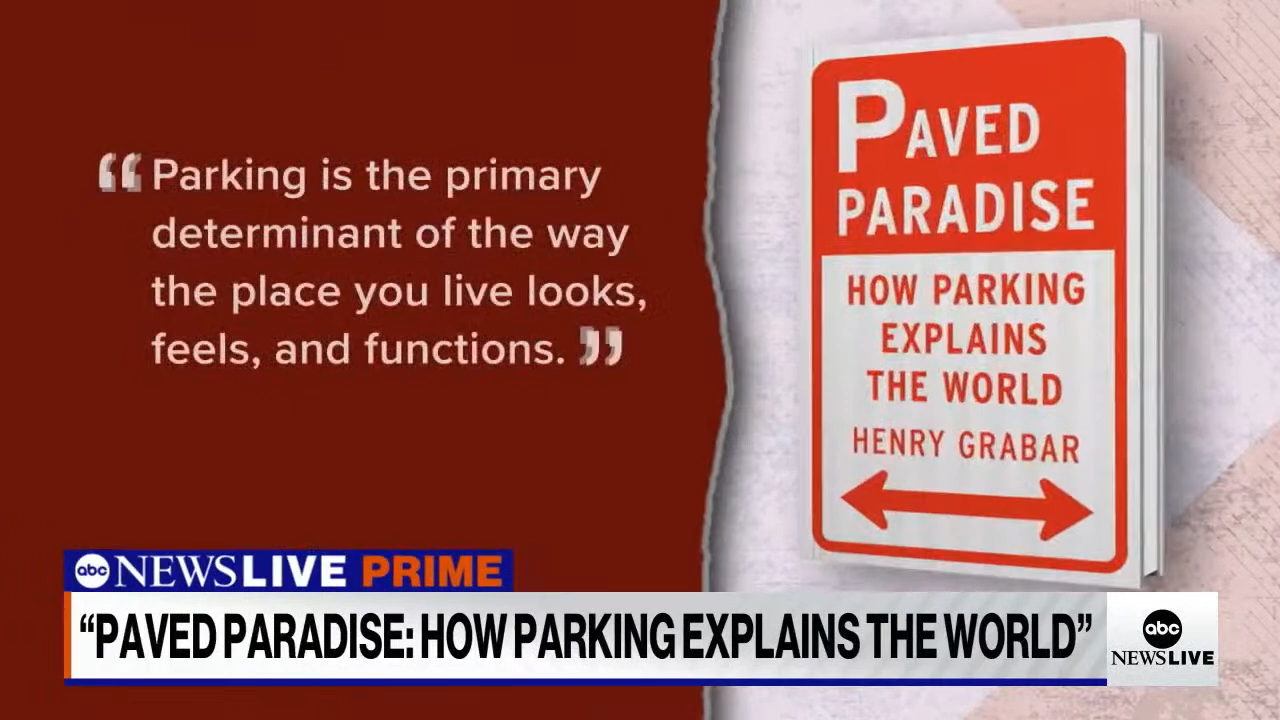 “Parking is the primary
determinant of the way
the place you live looks,
feels, and functions.”
PAVED
PARADISE
HOW PARKING
EXPLAINS
THE WORLD
HENRY GRABAR
abc NEWS LIVE PRIME
“PAVED PARADISE: HOW PARKING EXPLAINS THE WORLD”
abc
NEWS LIVE